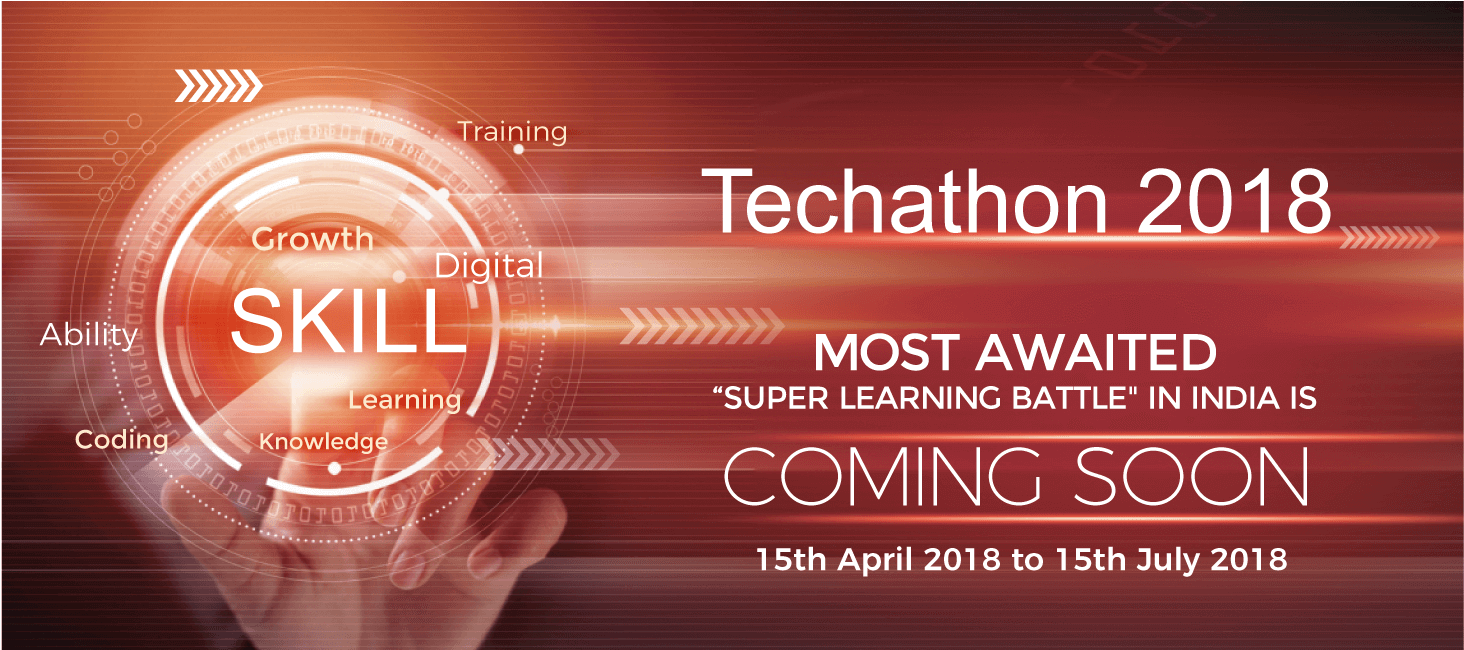 Training
Growth
Digital
SKILL
Ability
Learning
Coding
Knowledge
Techathon 2018
MOST AWAITED
“SUPER LEARNING BATTLE" IN INDIA IS
COMING SOON
15th April 2018 to 15th July 2018